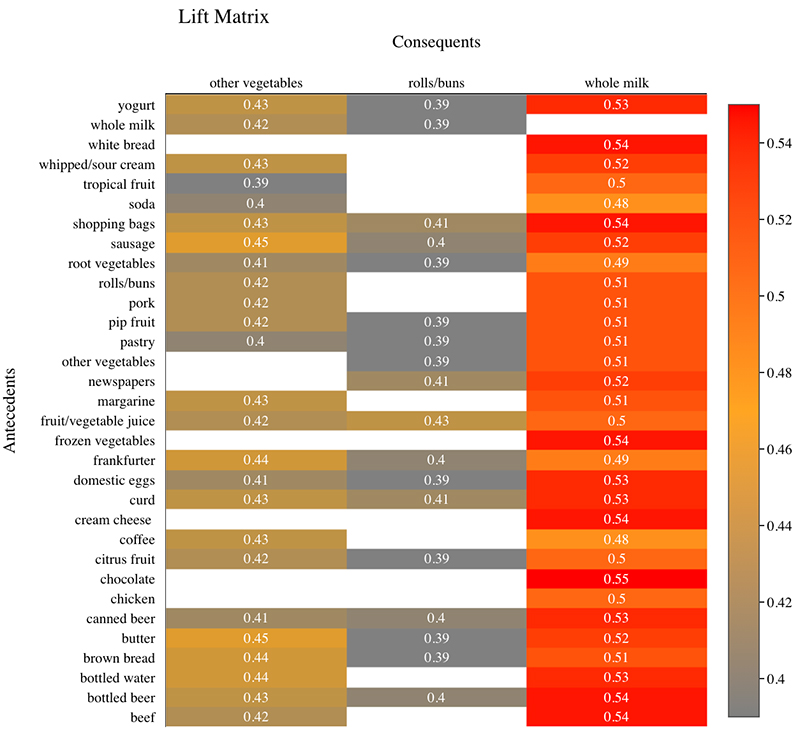 Lift Matrix
Consequents
other vegetables rolls/buns whole milk
yogurt 0.43 0.39 0.53
whole milk 0.42 0.39
white bread 0.54
whipped/sour cream 0.43 0.52
tropical fruit 0.39 0.5
soda 0.4 0.48
shopping bags 0.43 0.41 0.54
sausage 0.45 0.4 0.52
root vegetables 0.41 0.39 0.49
rolls/buns 0.42 0.51
pork 0.42 0.51
pip fruit 0.42 0.39 0.51
pastry 0.4 0.39 0.51
other vegetables 0.39 0.51
newspapers 0.41 0.52
margarine 0.43 0.51
fruit/vegetable juice 0.42 0.43 0.5
frozen vegetables 0.54
frankfurter 0.44 0.4 0.49
domestic eggs 0.41 0.39 0.53
curd 0.43 0.41 0.53
cream cheese 0.54
coffee 0.43 0.48
citrus fruit 0.42 0.39 0.5
chocolate 0.55
chicken 0.5
canned beer 0.41 0.4 0.53
butter 0.45 0.39 0.52
brown bread 0.44 0.39 0.51
bottled water 0.44 0.53
bottled beer 0.43 0.4 0.54
beef 0.42 0.54
Antecedents
0.54
0.52
0.5
0.48
0.46
0.44
0.42
0.4